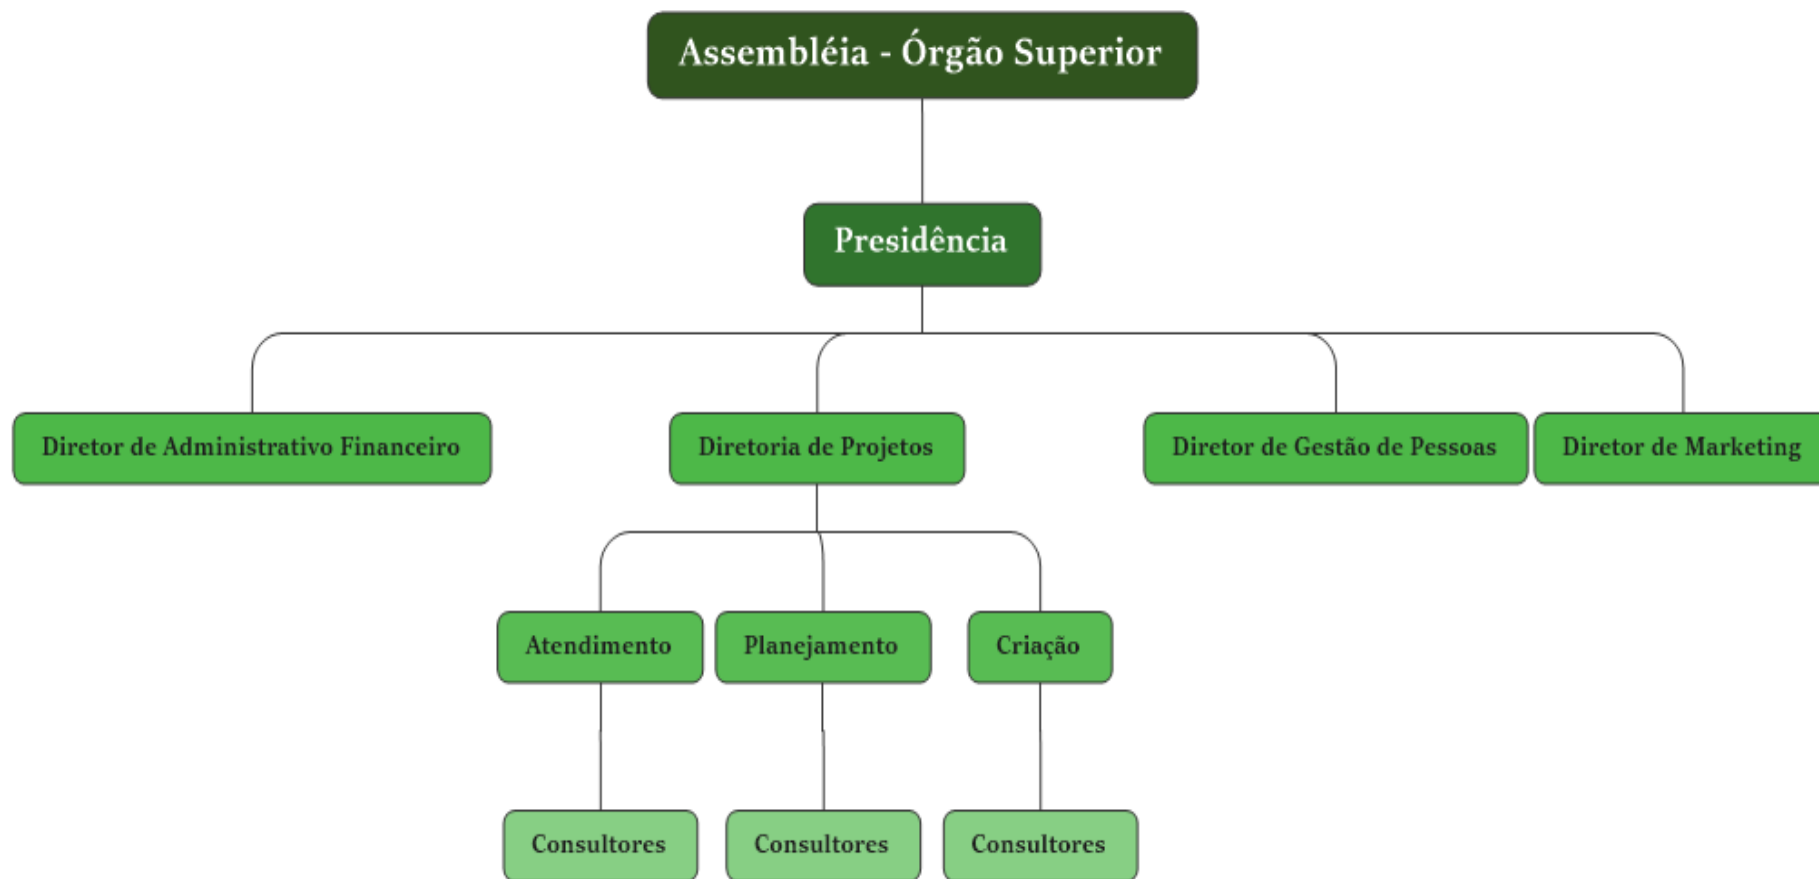 Assembléia - Órgão Superior
Presidência
Diretor de Administrativo Financeiro
Diretoria de Projetos
Diretor de Gestão de Pessoas
Diretor de Marketing
Atendimento
Planejamento
Criação
Consultores
Consultores
Consultores